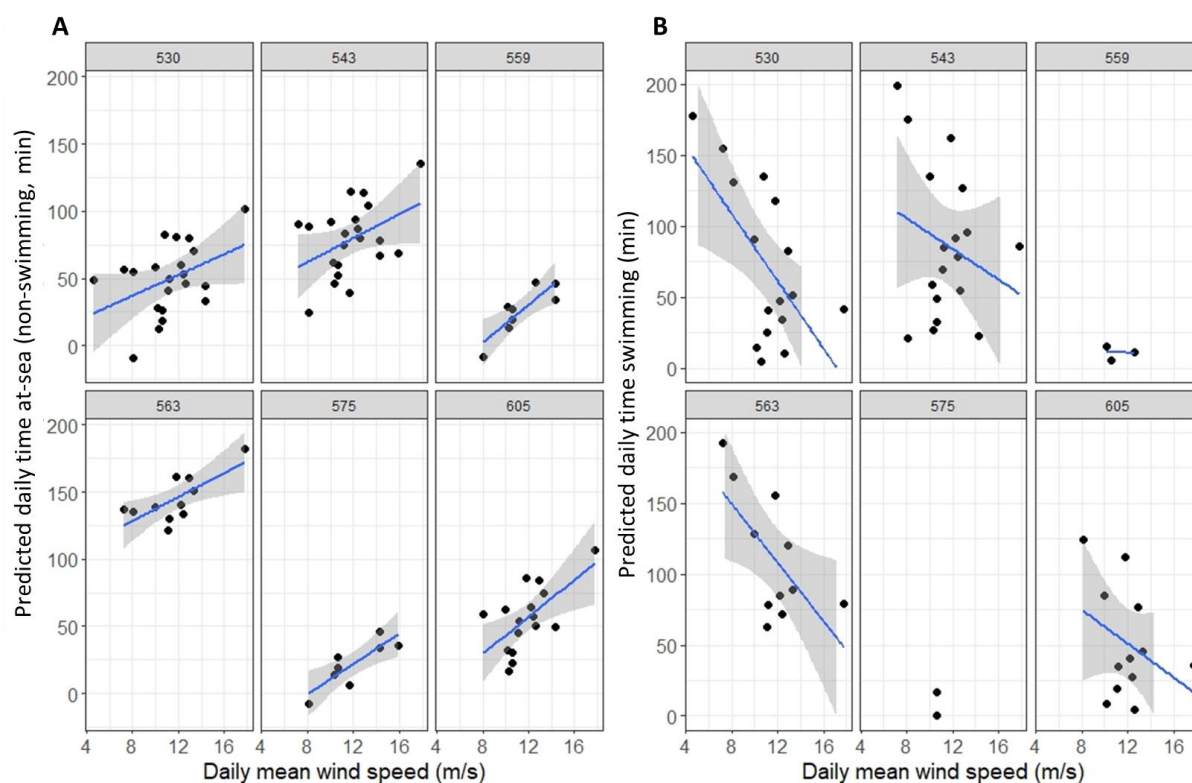 A
B
530 543 559
530 543 559
Predicted daily time at-sea (non-swimming, min)
200
150
100
50
0
Predicted daily time swimming (min)
200
150
100
50
0
563 575 605
563 575 605
200
150
100
50
0
200
150
100
50
0
4 8 12 16 4 8 12 16 4 8 12 16
4 8 12 16 4 8 12 16 4 8 12 16
Daily mean wind speed (m/s)
Daily mean wind speed (m/s)